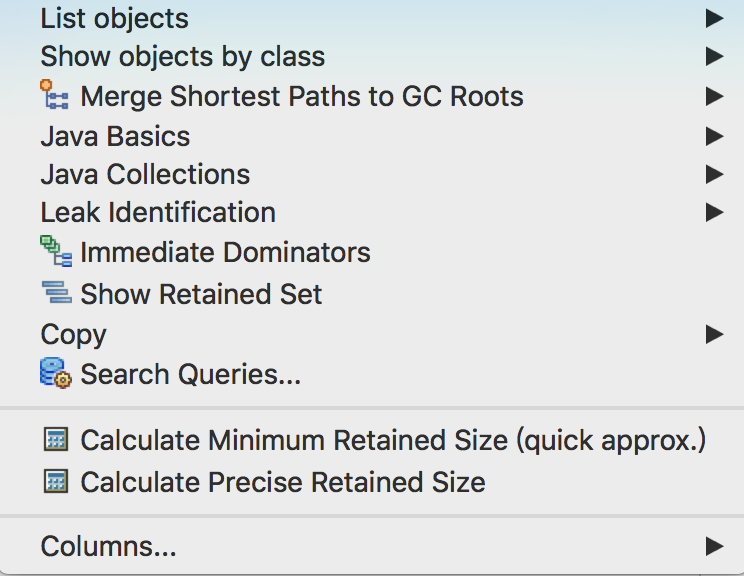 List objects
Show objects by class
Merge Shortest Paths to GC Roots
Java Basics
Java Collections
Leak Identification
Immediate Dominators
Show Retained Set
Copy
Search Queries...
Calculate Minimum Retained Size (quick approx.)
Calculate Precise Retained Size
Columns...